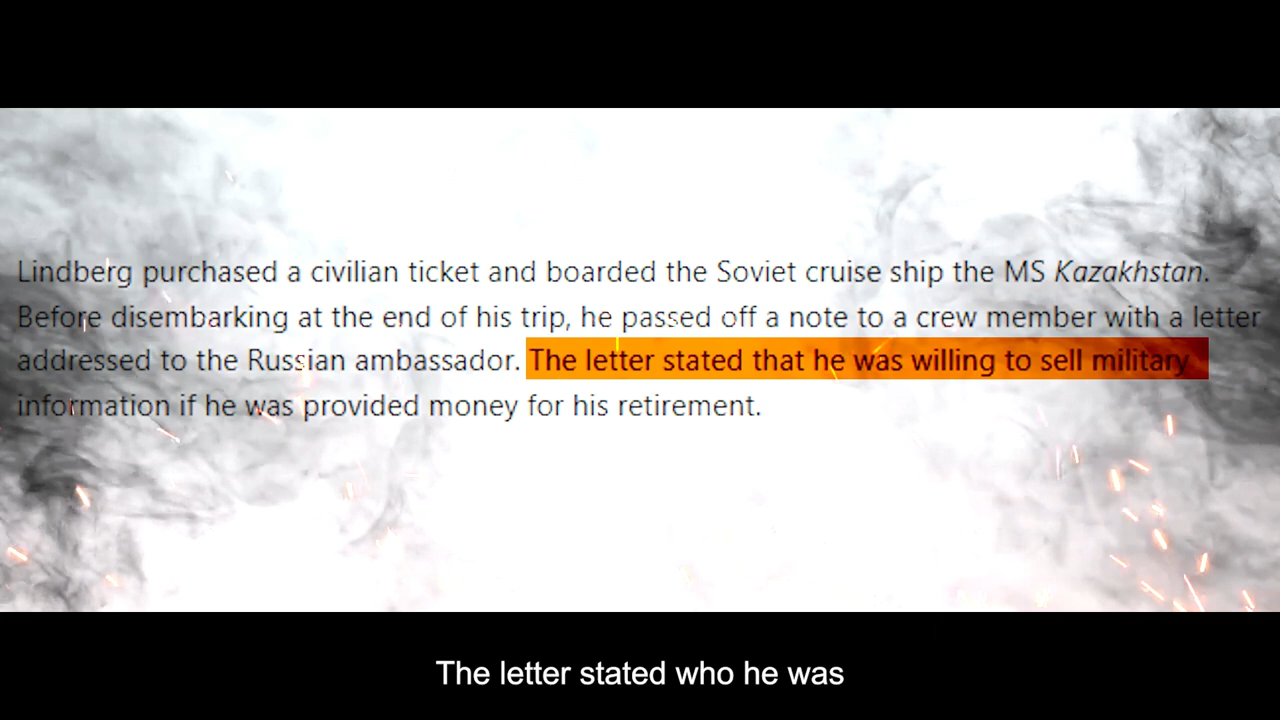 Lindberg purchased a civilian ticket and boarded the Soviet cruise ship the MS Kazakhstan.
Before disembarking at the end of his trip, he passed off a note to a crew member with a letter
addressed to the Russian ambassador. The letter stated that he was willing to sell military
information if he was provided money for his retirement.
The letter stated who he was